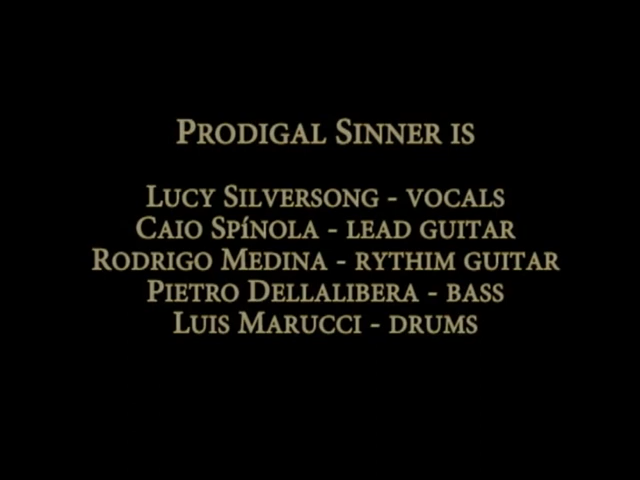 PRODIGAL SINNER IS
LUCY SILVERSONG - VOCALS
CAIO SPíNOLA - LEAD GUITAR
RODRIGO MEDINA - RYTHIM GUITAR
PIETRO DELLALIBERA - BASS
LUIS MARUCCI - DRUMS